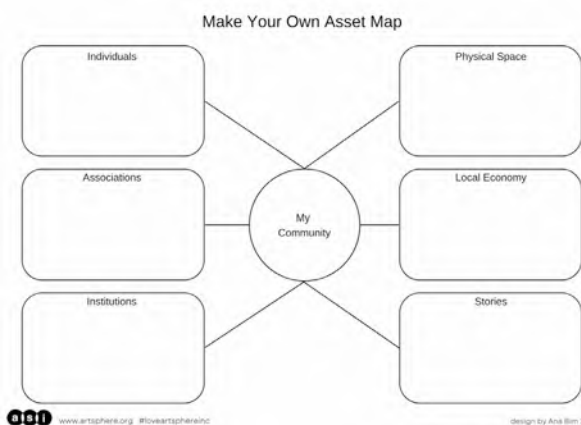 Make Your Own Asset Map
Individuals
Physical Space
Associations
Local Economy
My
Community
Institutions
Stories
asi www.artsphere.org #loveartsphereinc
design by Ana Bim